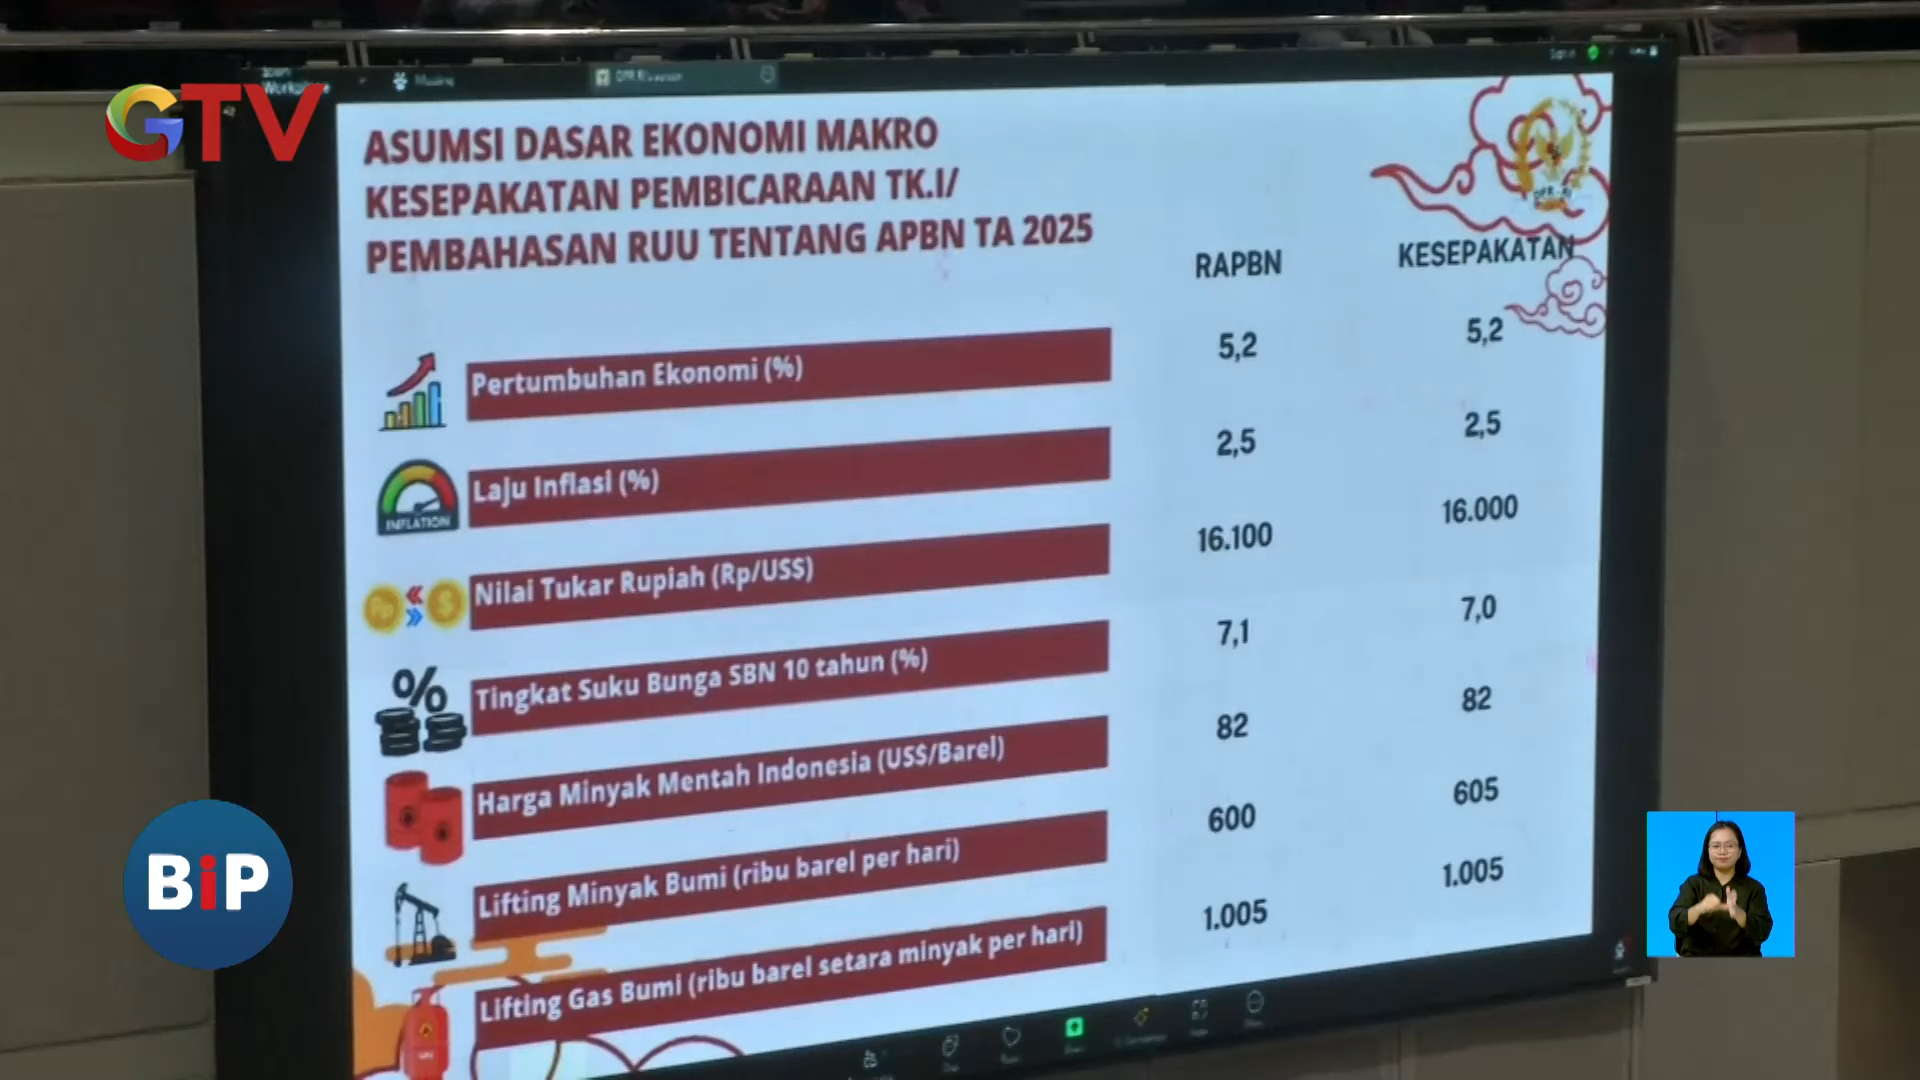 GTV
ASUMSI DASAR EKONOMI MAKRO
KESEPAKATAN PEMBICARAAN TK.I/
PEMBAHASAN RUU TENTANG APBN TA 2025
RAPBN KESEPAKATAN
Pertumbuhan Ekonomi (%) 5,2 5,2
INFLATION
Laju Inflasi (%) 2,5 2,5
Rp $
Nilai Tukar Rupiah (Rp/US$) 16.100 16.000
%
Tingkat Suku Bunga SBN 10 tahun (%) 7,1 7,0
Harga Minyak Mentah Indonesia (US$/Barel) 82 82
Lifting Minyak Bumi (ribu barel per hari) 600 605
Lifting Gas Bumi (ribu barel setara minyak per hari) 1.005 1.005
DPR-RI
BiP